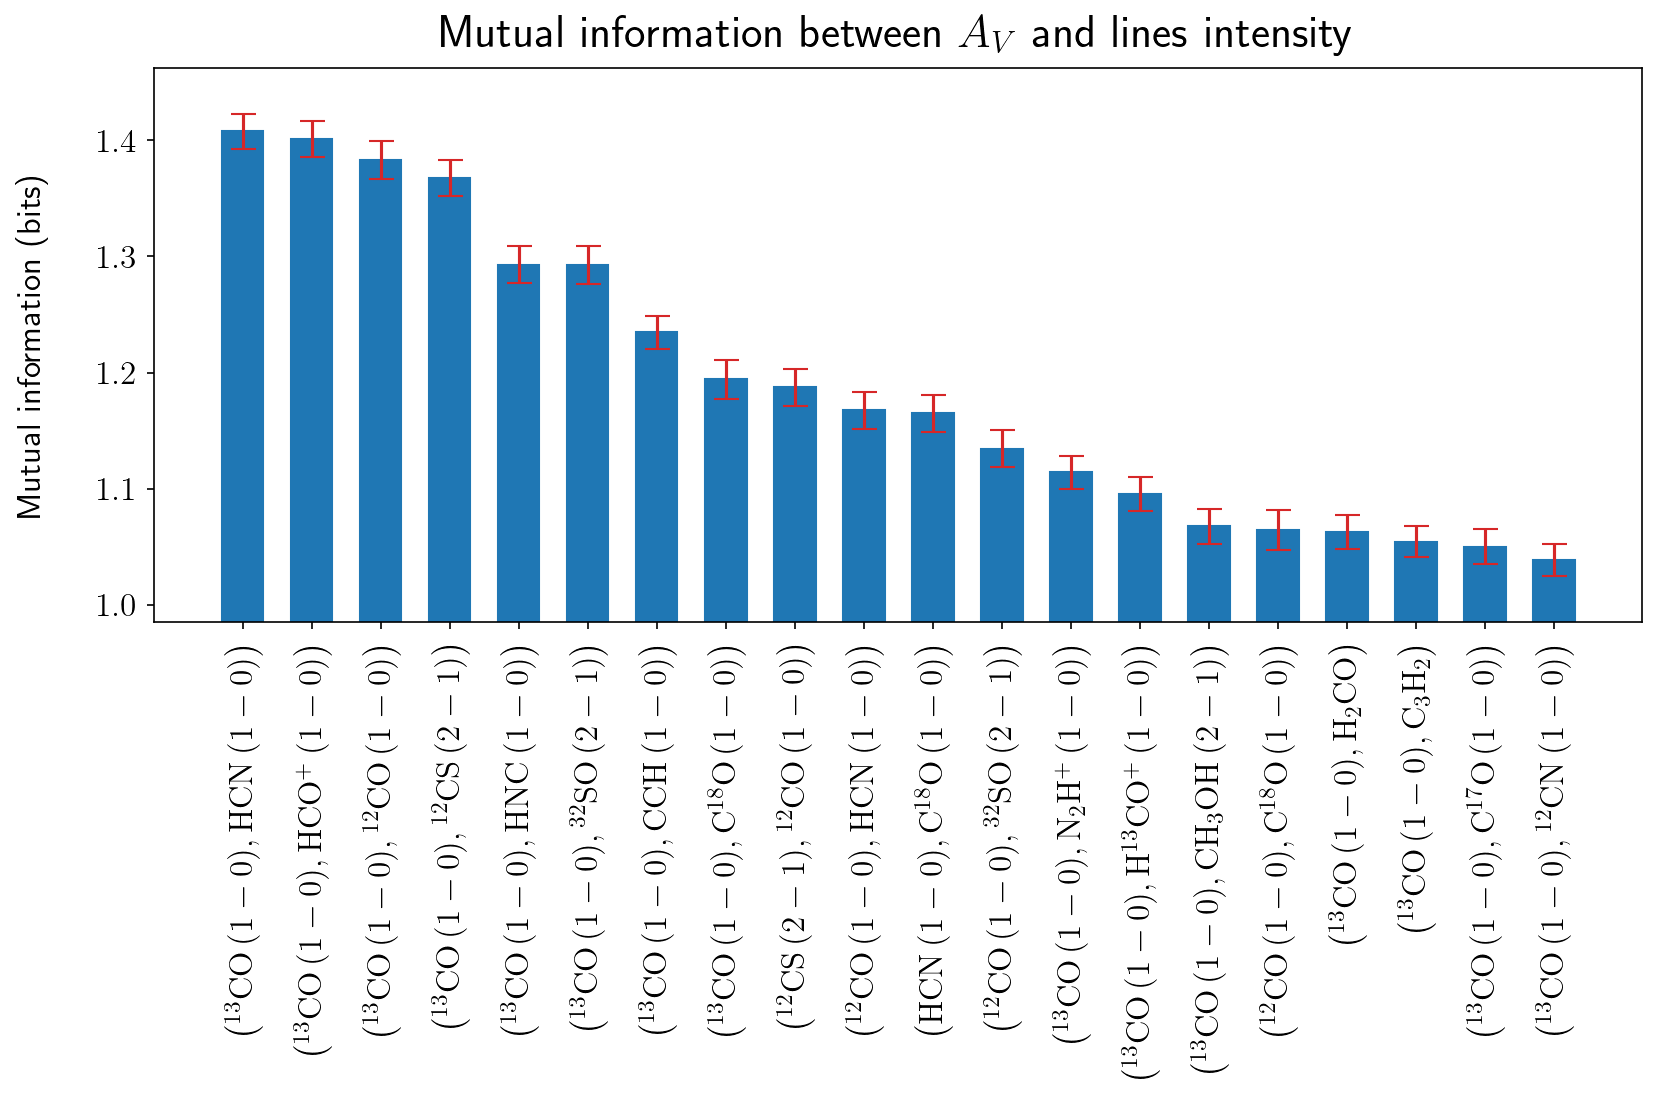 Mutual information between A_V and lines intensity
Mutual information (bits)
1.4
1.3
1.2
1.1
1.0
(¹³CO (1 − 0), HCN (1 − 0))
(¹³CO (1 − 0), HCO⁺ (1 − 0))
(¹³CO (1 − 0), ¹²CO (1 − 0))
(¹³CO (1 − 0), ¹²CS (2 − 1))
(¹³CO (1 − 0), HNC (1 − 0))
(¹³CO (1 − 0), ³²SO (2 − 1))
(¹³CO (1 − 0), CCH (1 − 0))
(¹³CO (1 − 0), C¹⁸O (1 − 0))
(¹²CS (2 − 1), ¹²CO (1 − 0))
(¹²CO (1 − 0), HCN (1 − 0))
(HCN (1 − 0), C¹⁸O (1 − 0))
(¹²CO (1 − 0), ³²SO (2 − 1))
(¹³CO (1 − 0), N₂H⁺ (1 − 0))
(¹³CO (1 − 0), H¹³CO⁺ (1 − 0))
(¹³CO (1 − 0), CH₃OH (2 − 1))
(¹²CO (1 − 0), C¹⁸O (1 − 0))
(¹³CO (1 − 0), H₂CO)
(¹³CO (1 − 0), C₃H₂)
(¹³CO (1 − 0), C¹⁷O (1 − 0))
(¹³CO (1 − 0), ¹²CN (1 − 0))